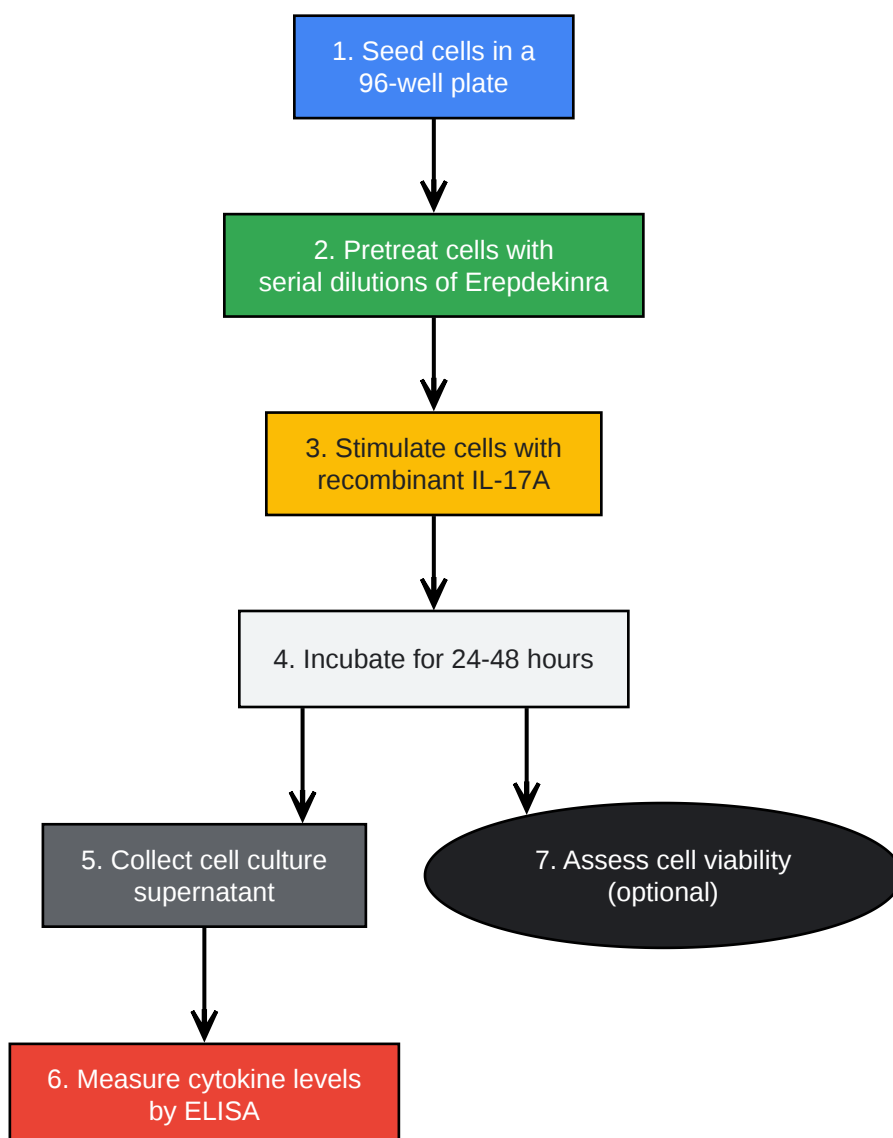 1. Seed cells in a
96-well plate
2. Pretreat cells with
serial dilutions of Erepdekinra
3. Stimulate cells with
recombinant IL-17A
4. Incubate for 24-48 hours
5. Collect cell culture
supernatant
7. Assess cell viability
(optional)
6. Measure cytokine levels
by ELISA